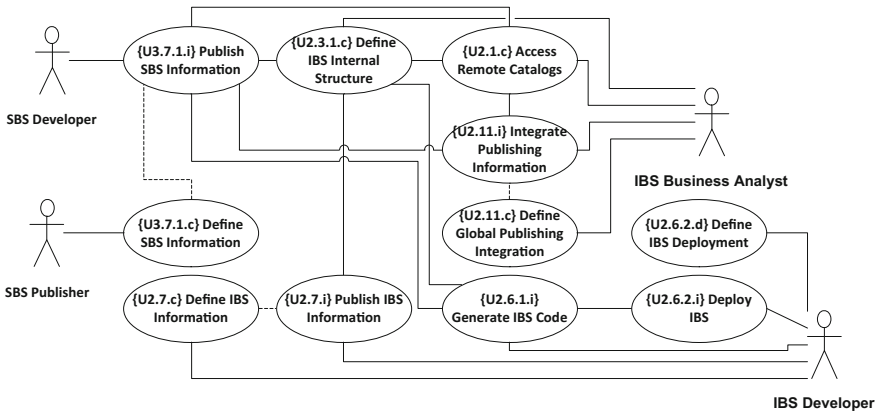 {U3.7.1.i} Publish
SBS Information
{U2.3.1.c} Define
IBS Internal
Structure
{U2.1.c} Access
Remote Catalogs
SBS Developer
{U2.11.i} Integrate
Publishing
Information
IBS Business Analyst
{U3.7.1.c} Define
SBS Information
{U2.11.c} Define
Global Publishing
Integration
{U2.6.2.d} Define
IBS Deployment
SBS Publisher
{U2.7.c} Define IBS
Information
{U2.7.i} Publish IBS
Information
{U2.6.1.i}
Generate IBS Code
{U2.6.2.i} Deploy
IBS
IBS Developer